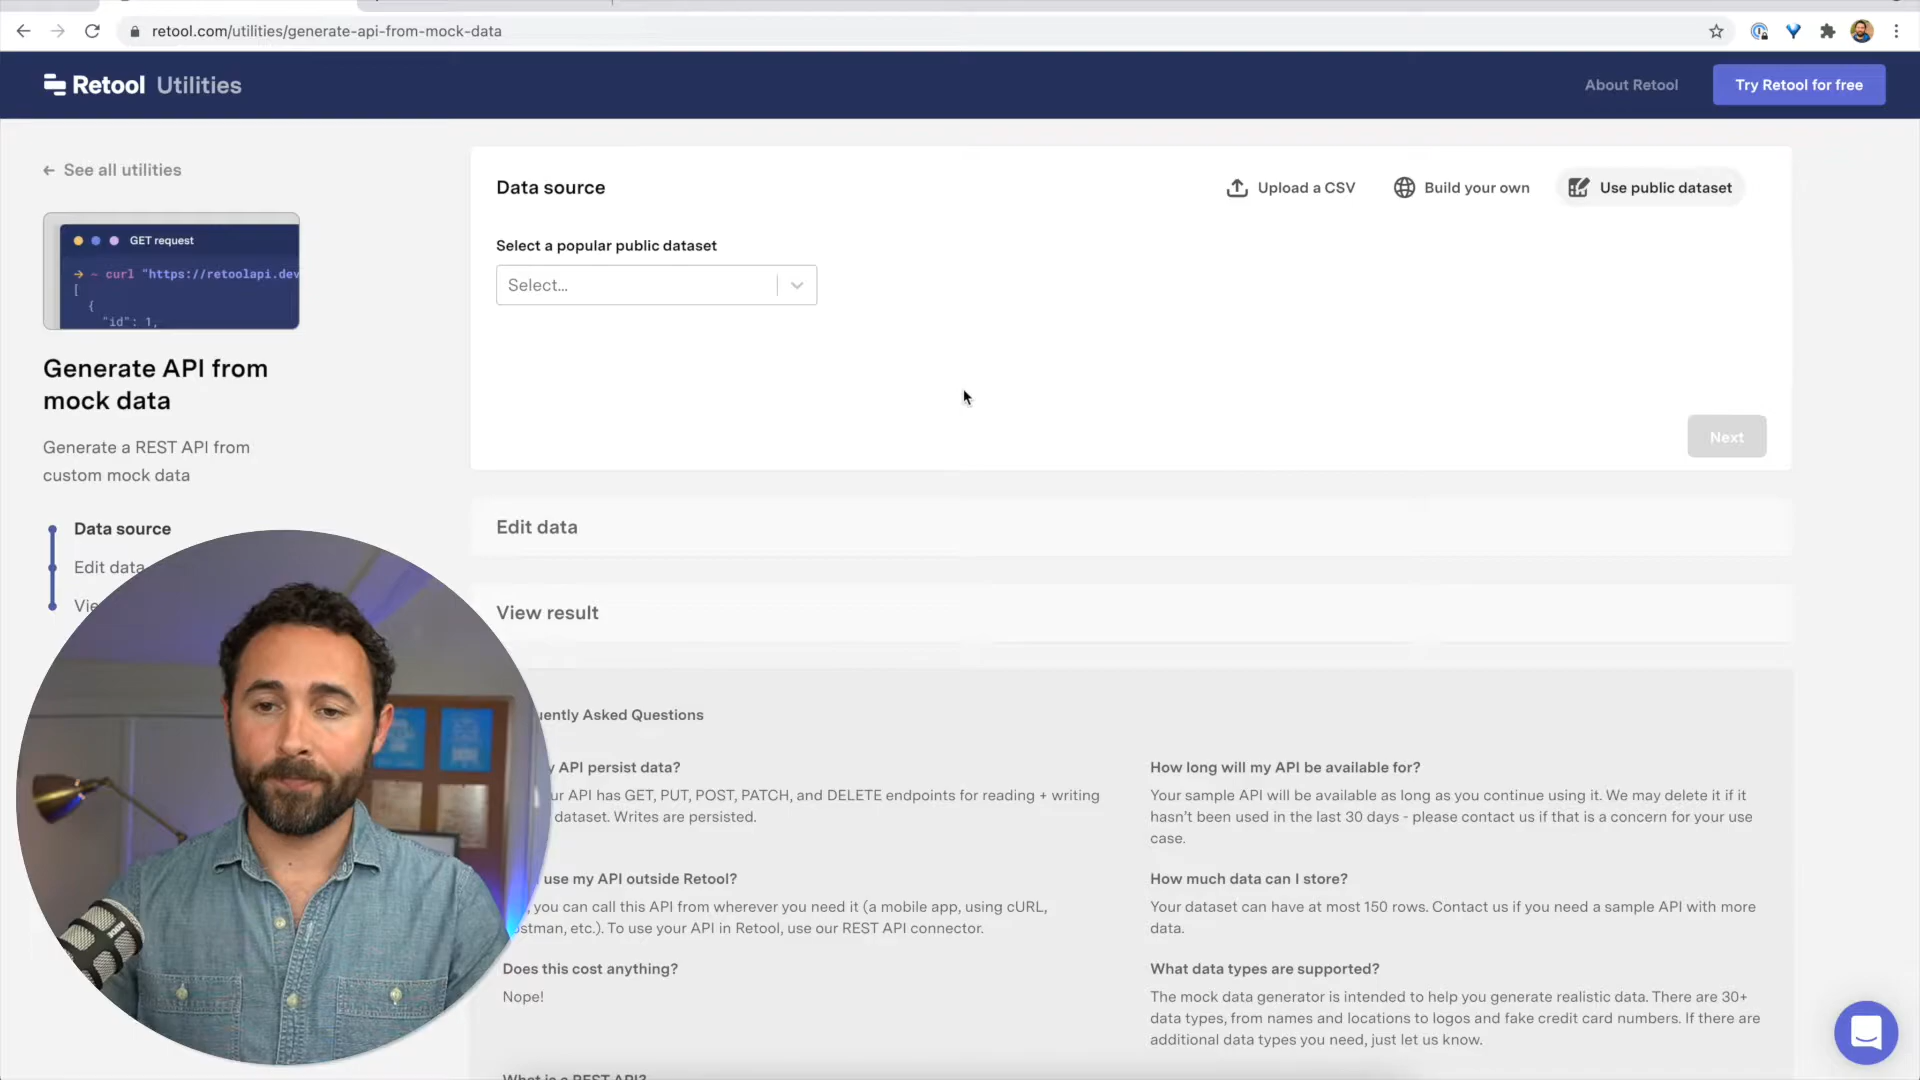 retool.com/utilities/generate-api-from-mock-data
Retool Utilities
About Retool
Try Retool for free
← See all utilities
GET request
→ ~ curl "https://retoolapi.dev
[
{
"id": 1,
Generate API from
mock data
Generate a REST API from
custom mock data
Data source
Edit data
Vie
Data source
Upload a CSV
Build your own
Use public dataset
Select a popular public dataset
Select...
Next
Edit data
View result
uently Asked Questions
y API persist data?
ur API has GET, PUT, POST, PATCH, and DELETE endpoints for reading + writing
dataset. Writes are persisted.
use my API outside Retool?
, you can call this API from wherever you need it (a mobile app, using cURL,
ostman, etc.). To use your API in Retool, use our REST API connector.
Does this cost anything?
Nope!
How long will my API be available for?
Your sample API will be available as long as you continue using it. We may delete it if it
hasn't been used in the last 30 days - please contact us if that is a concern for your use
case.
How much data can I store?
Your dataset can have at most 150 rows. Contact us if you need a sample API with more
data.
What data types are supported?
The mock data generator is intended to help you generate realistic data. There are 30+
data types, from names and locations to logos and fake credit card numbers. If there are
additional data types you need, just let us know.
What is a REST API?